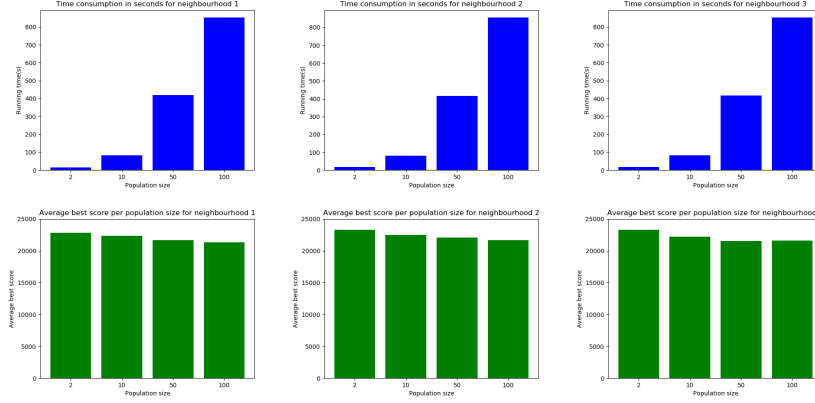 Time consumption in seconds for neighbourhood 1
800
700
600
500
400
300
200
100
0
Running time(s)
2 10 50 100
Population size
Time consumption in seconds for neighbourhood 2
800
700
600
500
400
300
200
100
0
Running time(s)
2 10 50 100
Population size
Time consumption in seconds for neighbourhood 3
800
700
600
500
400
300
200
100
0
Running time(s)
2 10 50 100
Population size
Average best score per population size for neighbourhood 1
25000
20000
15000
10000
5000
0
Average best score
2 10 50 100
Population size
Average best score per population size for neighbourhood 2
25000
20000
15000
10000
5000
0
Average best score
2 10 50 100
Population size
Average best score per population size for neighbourhood
25000
20000
15000
10000
5000
0
Average best score
2 10 50 100
Population size